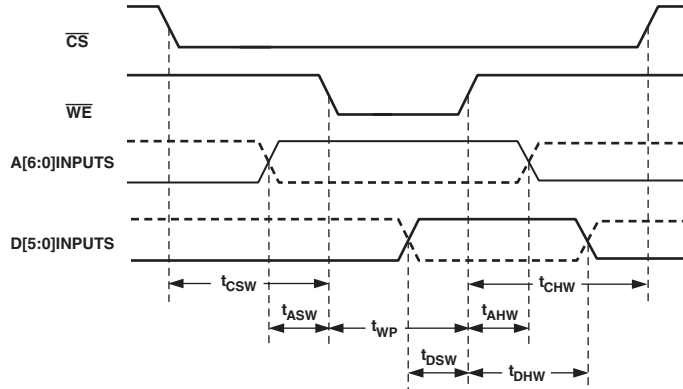 CS
WE
A[6:0]INPUTS
D[5:0]INPUTS
tCSW
tCHW
tASW
tWP
tAHW
tDSW
tDHW